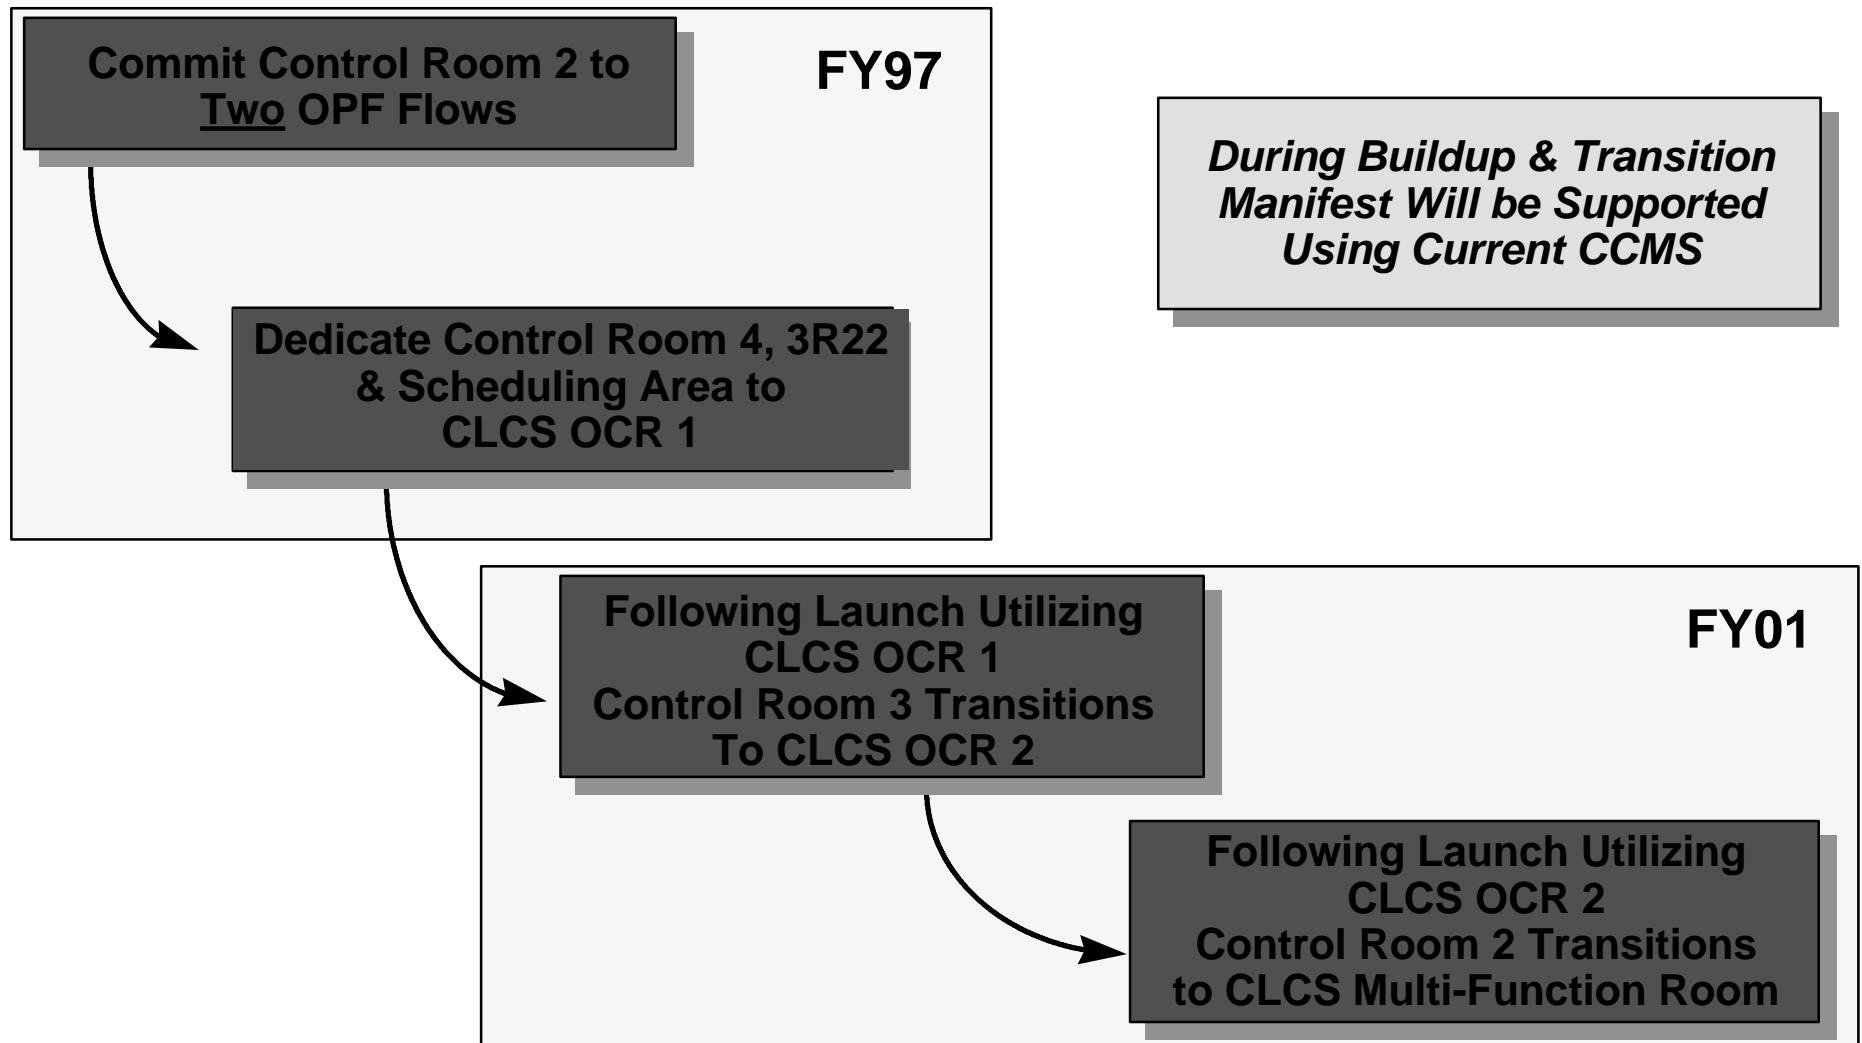 Commit Control Room 2 to
Two OPF Flows
FY97
During Buildup & Transition
Manifest Will be Supported
Using Current CCMS
Dedicate Control Room 4, 3R22
& Scheduling Area to
CLCS OCR 1
Following Launch Utilizing
CLCS OCR 1
Control Room 3 Transitions
To CLCS OCR 2
FY01
Following Launch Utilizing
CLCS OCR 2
Control Room 2 Transitions
to CLCS Multi-Function Room